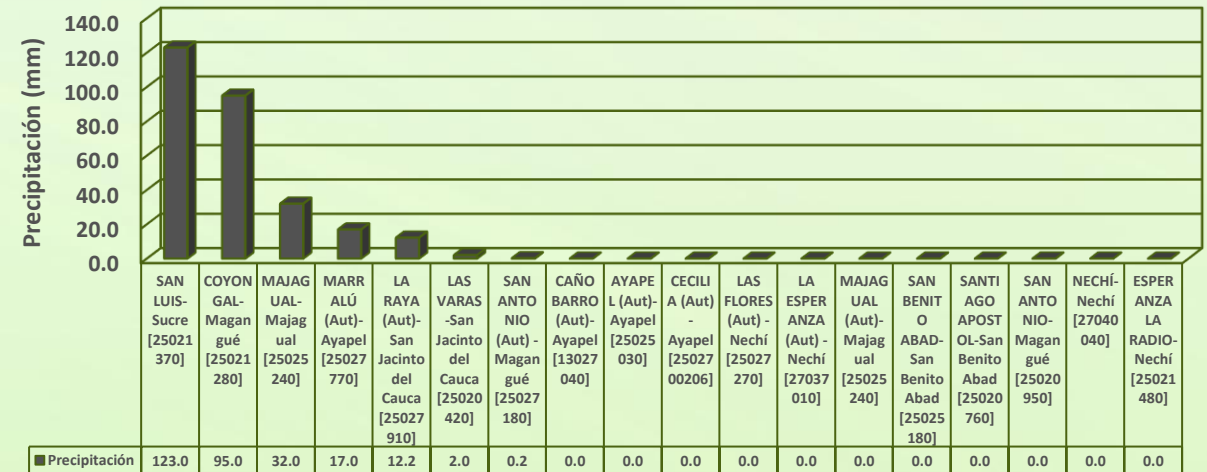 Precipitación (mm)
140.0
120.0
100.0
80.0
60.0
40.0
20.0
0.0
SAN
LUIS-
Sucre
[25021
370]
COYON
GAL-
Magan
gué
[25021
280]
MAJAG
UAL-
Majag
ual
[25025
240]
MARR
ALÚ
(Aut)-
Ayapel
[25027
770]
LA
RAYA
(Aut)-
San
Jacinto
del
Cauca
[25027
910]
LAS
VARAS
-San
Jacinto
del
Cauca
[25020
420]
SAN
ANTO
NIO
(Aut) -
Magan
gué
[25027
180]
CAÑO
BARRO
(Aut)-
Ayapel
[13027
040]
AYAPE
L (Aut)-
Ayapel
[25025
030]
CECILI
A (Aut)
-
Ayapel
[25027
00206]
LAS
FLORES
(Aut) -
Nechí
[25027
270]
LA
ESPER
ANZA
(Aut) -
Nechí
[27037
010]
MAJAG
UAL
(Aut)-
Majag
ual
[25025
240]
SAN
BENIT
O
ABAD-
San
Benito
Abad
[25025
180]
SANTI
AGO
APOST
OL-San
Benito
Abad
[25020
760]
SAN
ANTO
NIO-
Magan
gué
[25020
950]
NECHÍ-
Nechí
[27040
040]
ESPER
ANZA
LA
RADIO-
Nechí
[25021
480]
Precipitación 123.0 95.0 32.0 17.0 12.2 2.0 0.2 0.0 0.0 0.0 0.0 0.0 0.0 0.0 0.0 0.0 0.0 0.0